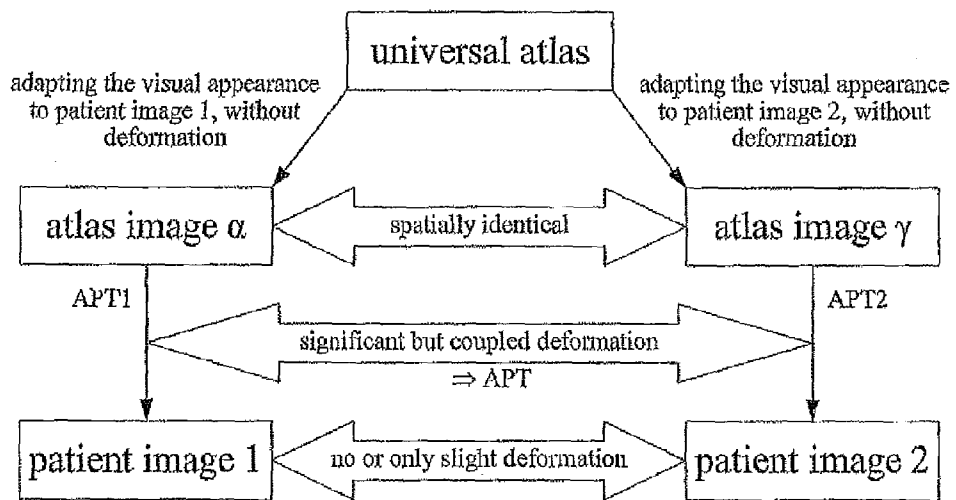 universal atlas
adapting the visual appearance
to patient image 1, without
deformation
adapting the visual appearance
to patient image 2, without
deformation
atlas image α
spatially identical
atlas image γ
APT1
APT2
significant but coupled deformation
⇒ APT
patient image 1
no or only slight deformation
patient image 2